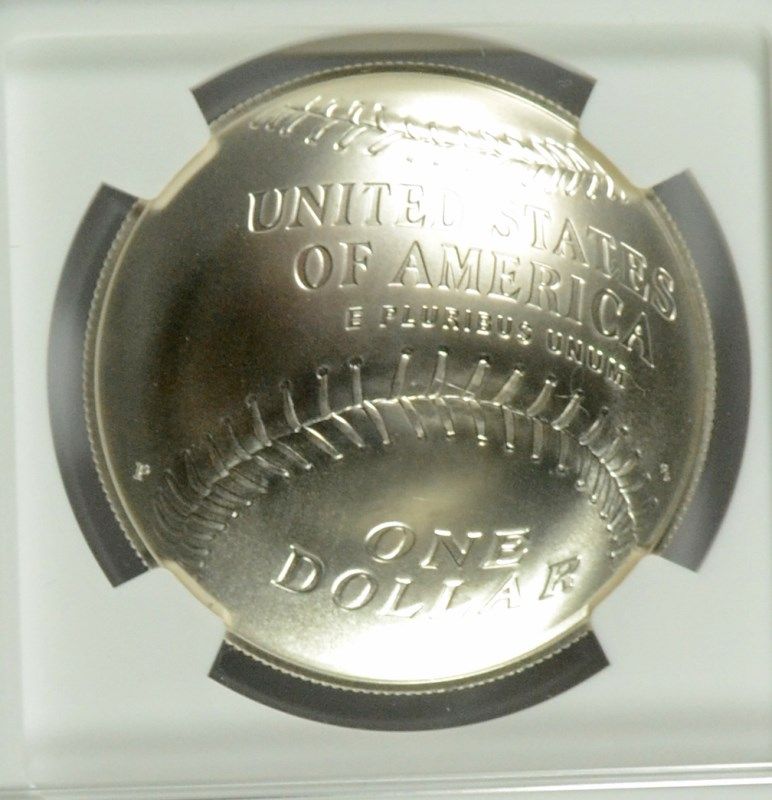 UNITED STATES
OF AMERICA
E PLURIBUS UNUM
P
ONE
DOLLAR